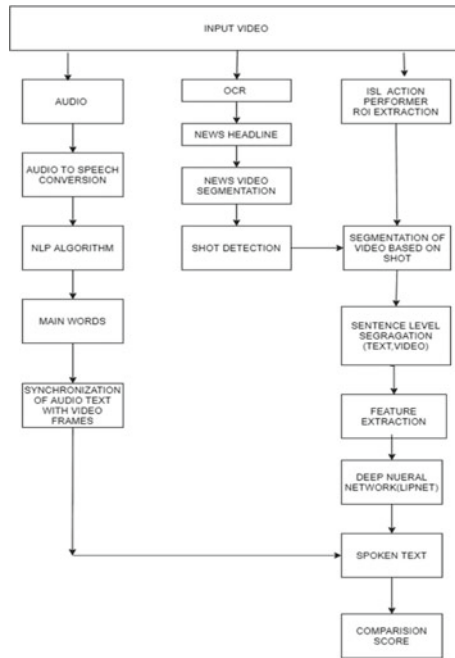 INPUT VIDEO
AUDIO
AUDIO TO SPEECH
CONVERSION
NLP ALGORITHM
MAIN WORDS
SYNCHRONIZATION
OF AUDIO TEXT
WITH VIDEO
FRAMES
OCR
NEWS HEADLINE
NEWS VIDEO
SEGMENTATION
SHOT DETECTION
ISL ACTION
PERFORMER
ROI EXTRACTION
SEGMENTATION OF
VIDEO BASED ON
SHOT
SENTENCE LEVEL
SEGRAGATION
(TEXT,VIDEO)
FEATURE
EXTRACTION
DEEP NUERAL
NETWORK(LIPNET)
SPOKEN TEXT
COMPARISION
SCORE